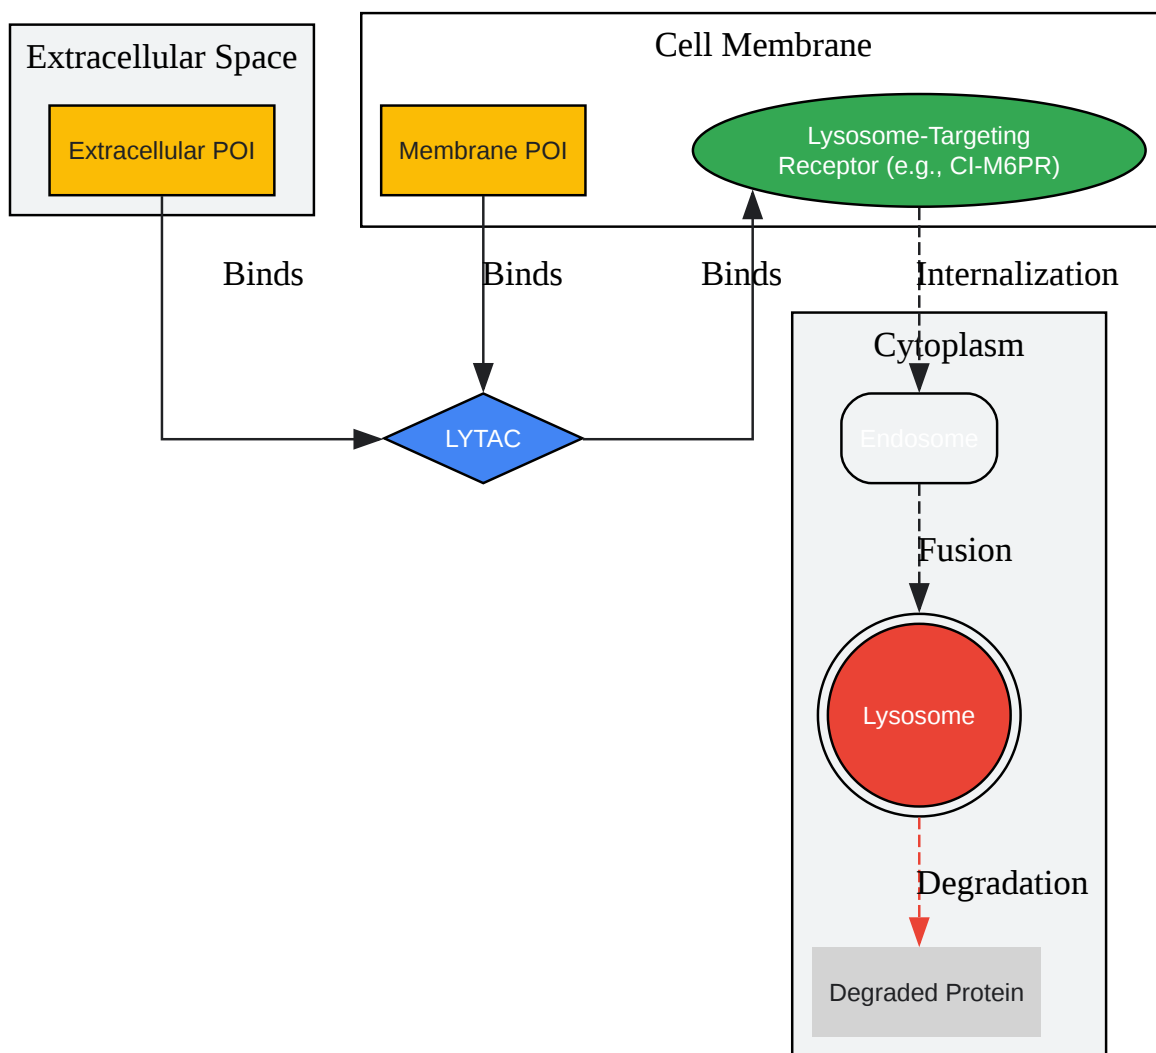 Extracellular Space
Cell Membrane
Extracellular POI
Membrane POI
Lysosome-Targeting
Receptor (e.g., CI-M6PR)
Binds
Binds
Binds
Internalization
Cytoplasm
LYTAC
Endosome
Fusion
Lysosome
Degradation
Degraded Protein